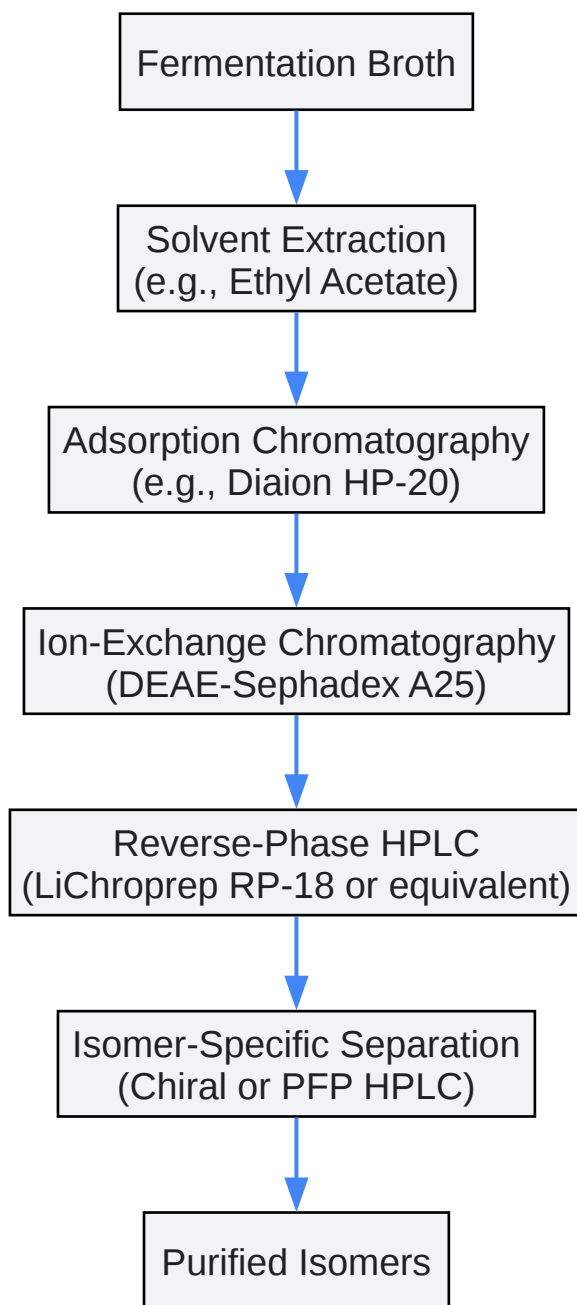 Fermentation Broth
Solvent Extraction
(e.g., Ethyl Acetate)
Adsorption Chromatography
(e.g., Diaion HP-20)
Ion-Exchange Chromatography
(DEAE-Sephadex A25)
Reverse-Phase HPLC
(LiChroprep RP-18 or equivalent)
Isomer-Specific Separation
(Chiral or PFP HPLC)
Purified Isomers